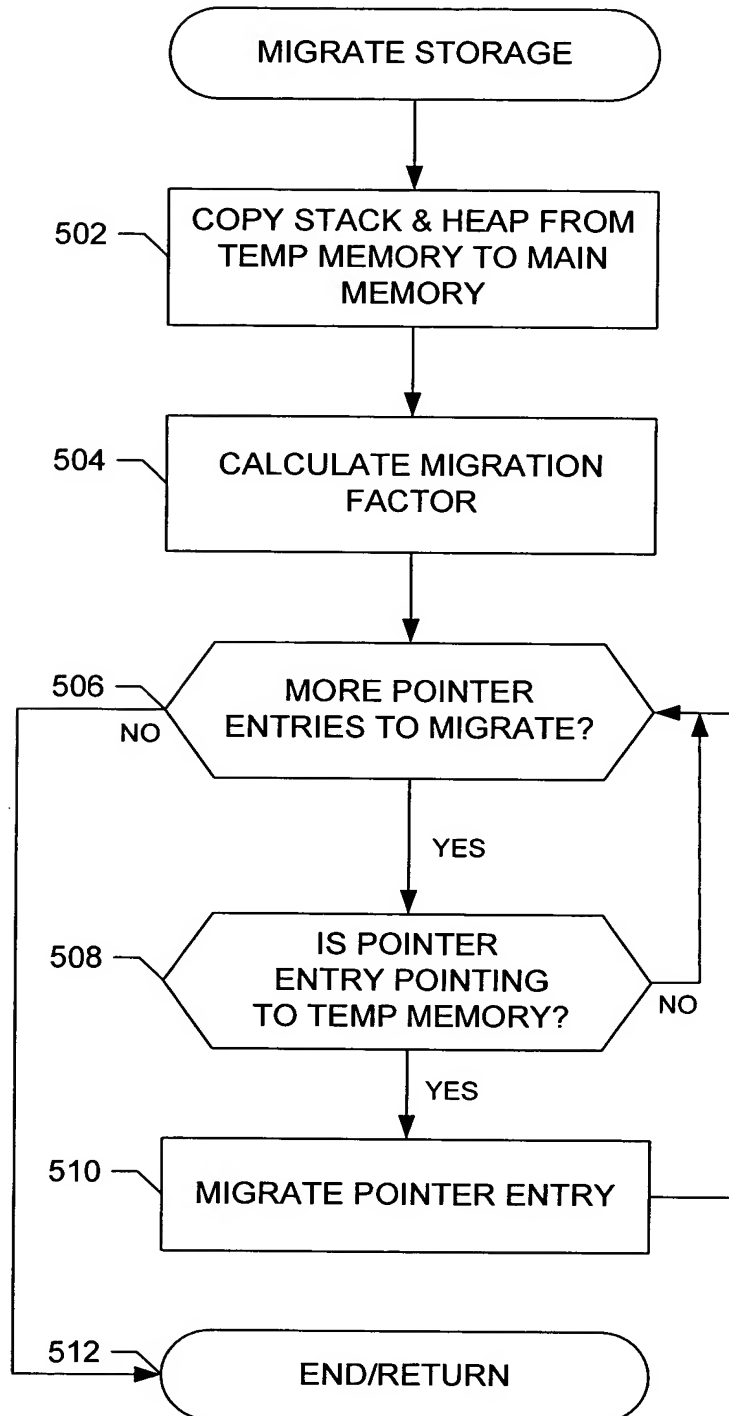 MIGRATE STORAGE
502
COPY STACK & HEAP FROM
TEMP MEMORY TO MAIN
MEMORY
504
CALCULATE MIGRATION
FACTOR
506
MORE POINTER
ENTRIES TO MIGRATE?
NO
YES
508
IS POINTER
ENTRY POINTING
TO TEMP MEMORY?
NO
YES
510
MIGRATE POINTER ENTRY
512
END/RETURN